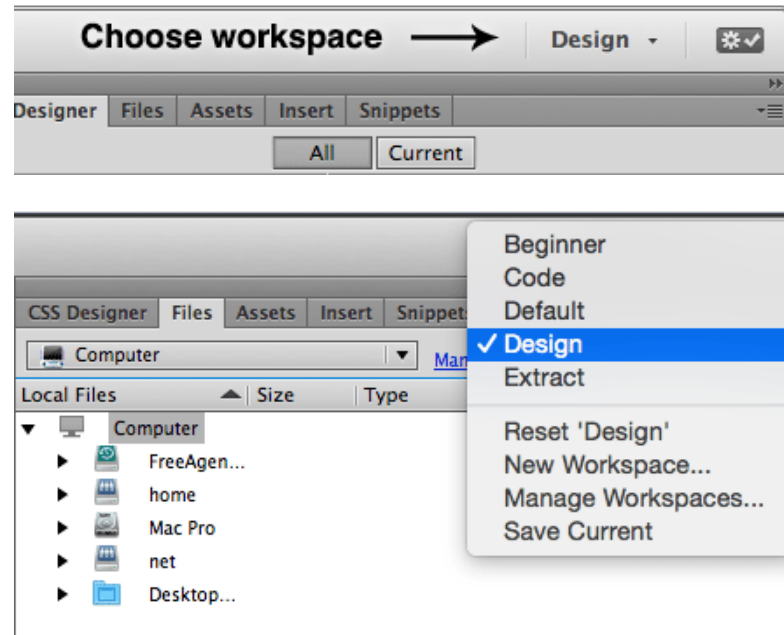 Choose workspace Design
Designer Files Assets Insert Snippets
All Current
Beginner
Code
Default
Design
Extract
Reset 'Design'
New Workspace...
Manage Workspaces...
Save Current
CSS Designer Files Assets Insert Snippet
Computer Man
Local Files Size Type
Computer
FreeAgen...
home
Mac Pro
net
Desktop...